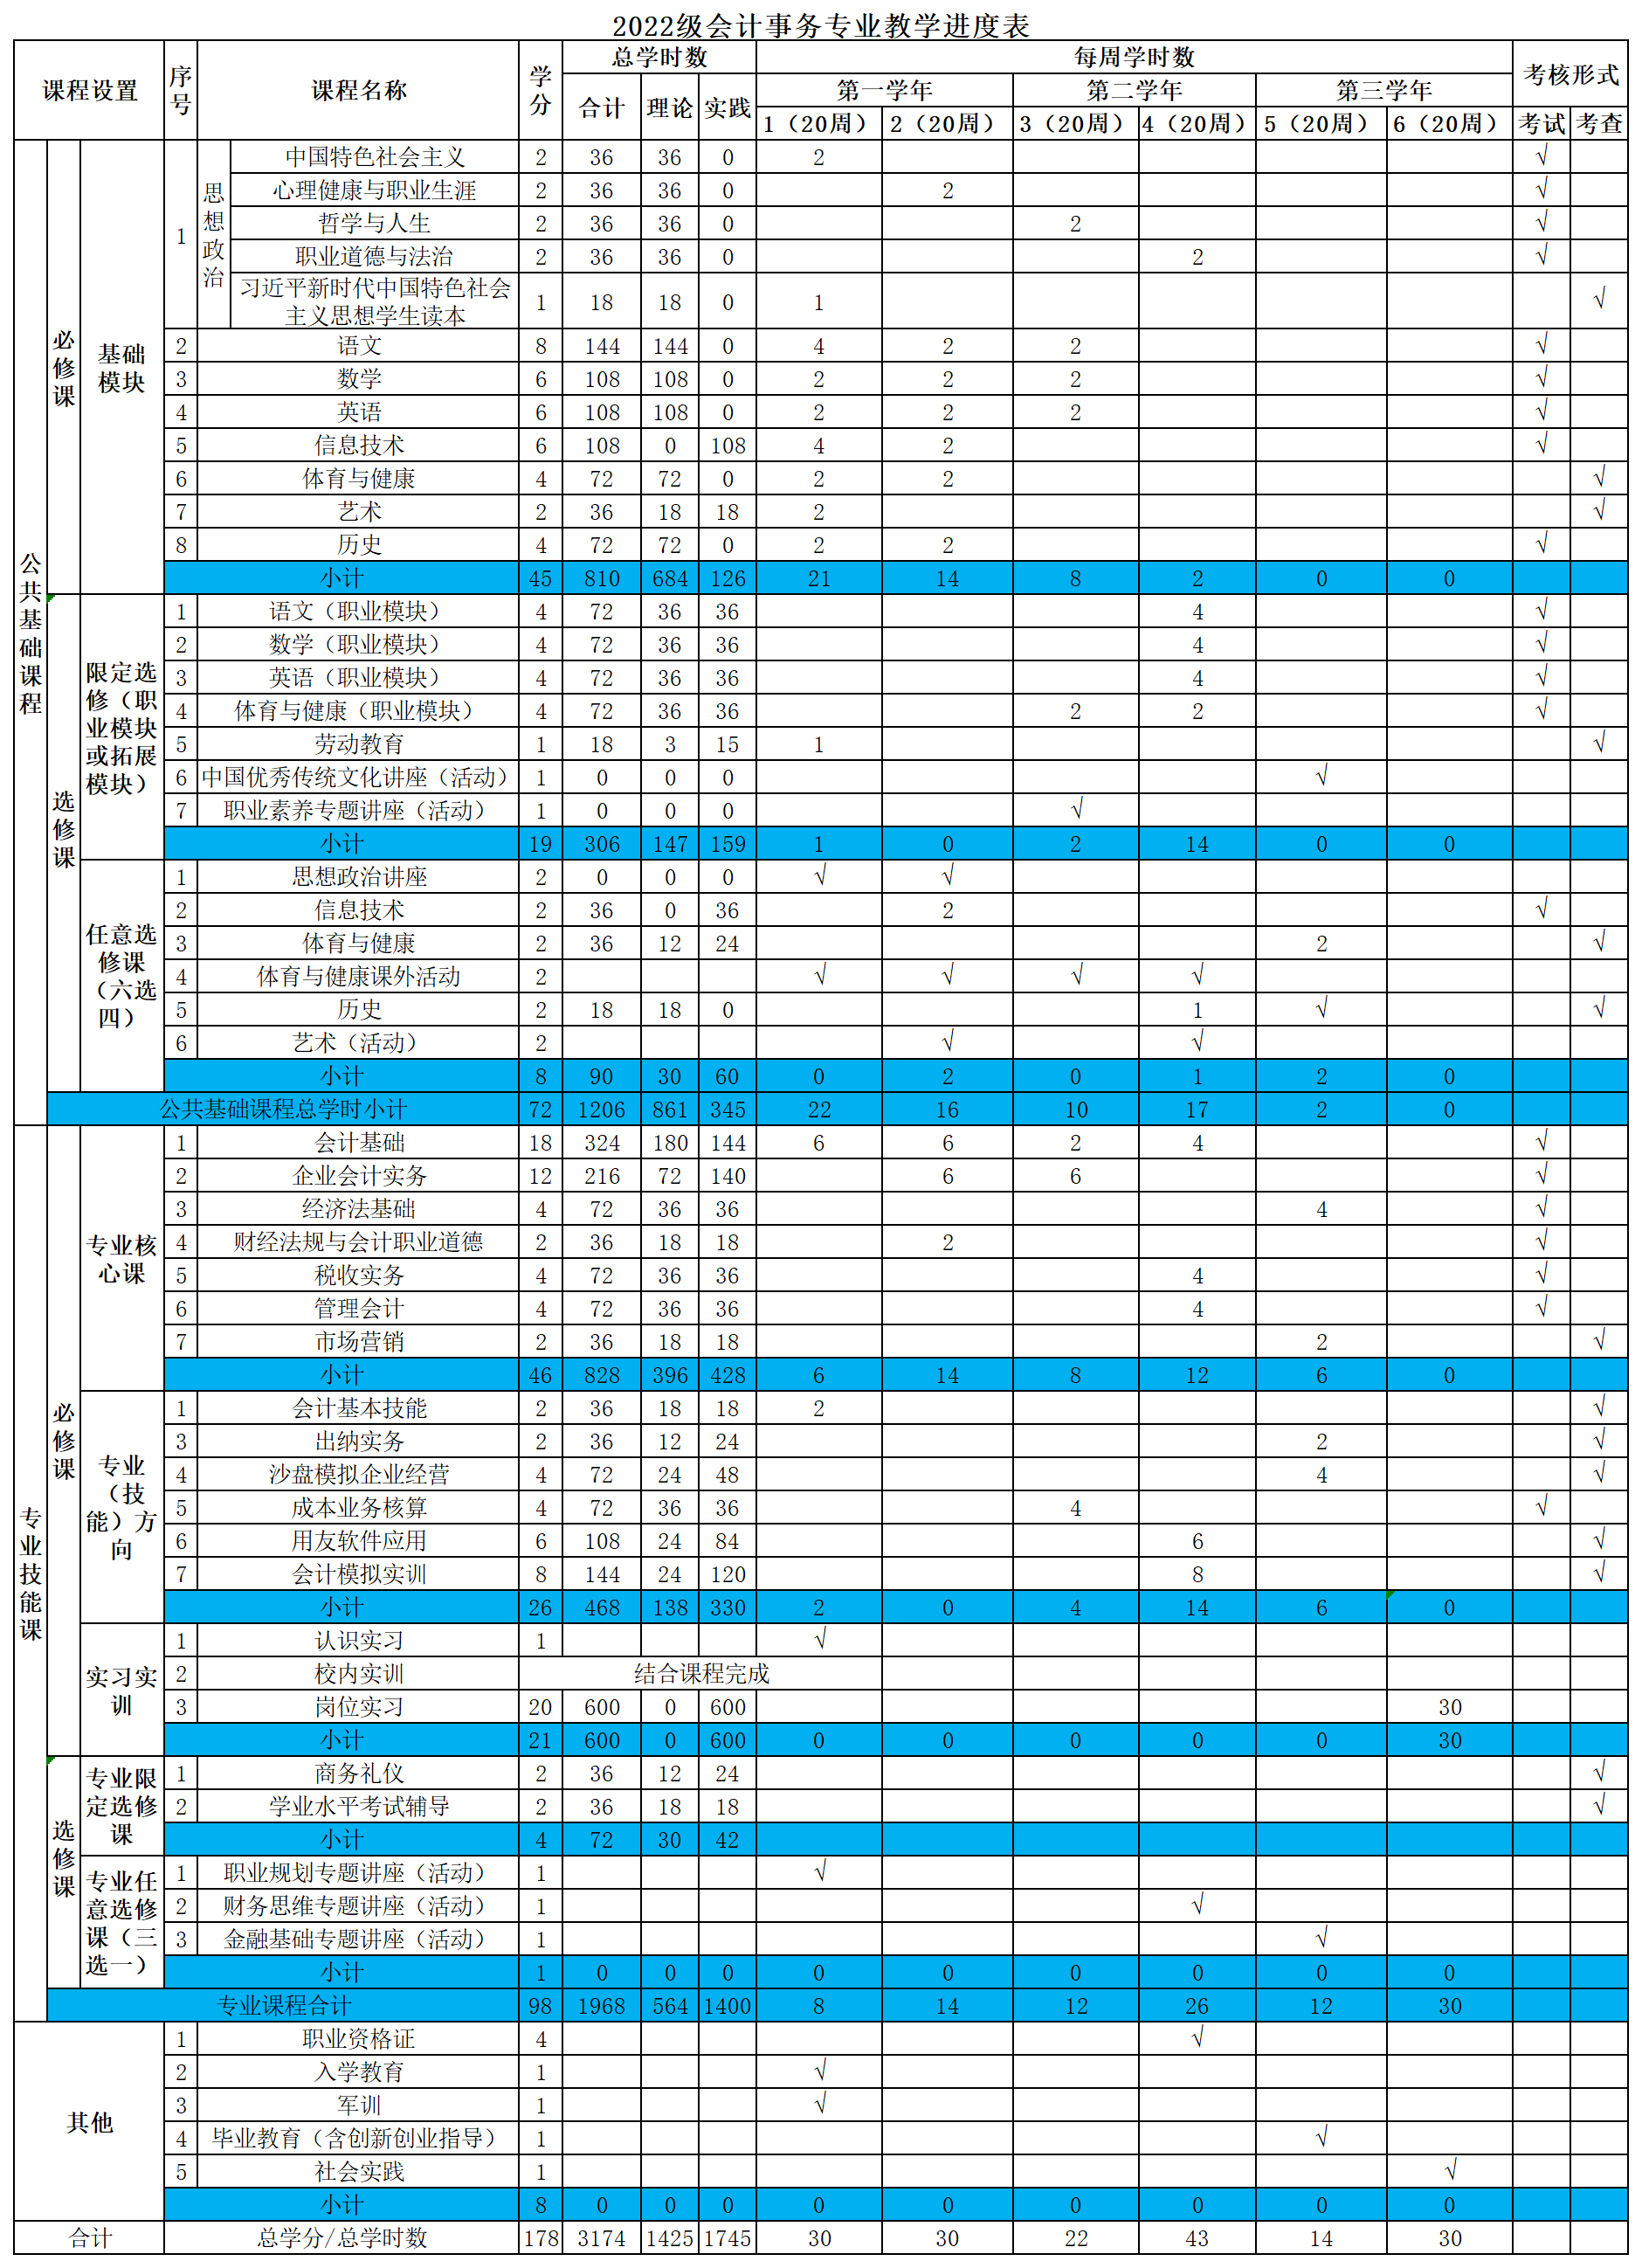 2022级会计事务专业教学进度表
课程设置 序号 课程名称 学分 总学时数 每周学时数 考核形式
合计 理论 实践 第一学年 第二学年 第三学年
1（20周） 2（20周） 3（20周） 4（20周） 5（20周） 6（20周） 考试 考查
公共基础课程
必修课
基础模块
1 思想政治 中国特色社会主义 2 36 36 0 2 √
心理健康与职业生涯 2 36 36 0 2 √
哲学与人生 2 36 36 0 2 √
职业道德与法治 2 36 36 0 2 √
习近平新时代中国特色社会
主义思想学生读本 1 18 18 0 1 √
2 语文 8 144 144 0 4 2 2 √
3 数学 6 108 108 0 2 2 2 √
4 英语 6 108 108 0 2 2 2 √
5 信息技术 6 108 0 108 4 2 √
6 体育与健康 4 72 72 0 2 2 √
7 艺术 2 36 18 18 2 √
8 历史 4 72 72 0 2 2 √
小计 45 810 684 126 21 14 8 2 0 0
选修课
限定选修（职业模块或拓展模块）
1 语文（职业模块） 4 72 36 36 4 √
2 数学（职业模块） 4 72 36 36 4 √
3 英语（职业模块） 4 72 36 36 4 √
4 体育与健康（职业模块） 4 72 36 36 2 2 √
5 劳动教育 1 18 3 15 1 √
6 中国优秀传统文化讲座（活动） 1 0 0 0 √
7 职业素养专题讲座（活动） 1 0 0 0 √
小计 19 306 147 159 1 0 2 14 0 0
任意选修课（六选四）
1 思想政治讲座 2 0 0 0 √ √
2 信息技术 2 36 0 36 2 √
3 体育与健康 2 36 12 24 2 √
4 体育与健康课外活动 2 √ √ √ √
5 历史 2 18 18 0 1 √ √
6 艺术（活动） 2 √ √
小计 8 90 30 60 0 2 0 1 2 0
公共基础课程总学时小计 72 1206 861 345 22 16 10 17 2 0
专业技能课
必修课
专业核心课
1 会计基础 18 324 180 144 6 6 2 4 √
2 企业会计实务 12 216 72 140 6 6 √
3 经济法基础 4 72 36 36 4 √
4 财经法规与会计职业道德 2 36 18 18 2 √
5 税收实务 4 72 36 36 4 √
6 管理会计 4 72 36 36 4 √
7 市场营销 2 36 18 18 2 √
小计 46 828 396 428 6 14 8 12 6 0
专业（技能）方向
1 会计基本技能 2 36 18 18 2 √
3 出纳实务 2 36 12 24 2 √
4 沙盘模拟企业经营 4 72 24 48 4 √
5 成本业务核算 4 72 36 36 4 √
6 用友软件应用 6 108 24 84 6 √
7 会计模拟实训 8 144 24 120 8 √
小计 26 468 138 330 2 0 4 14 6 0
实习实训
1 认识实习 1 √
2 校内实训 结合课程完成
3 岗位实习 20 600 0 600 30
小计 21 600 0 600 0 0 0 0 0 30
选修课
专业限定选修课
1 商务礼仪 2 36 12 24 √
2 学业水平考试辅导 2 36 18 18 √
小计 4 72 30 42
专业任意选修课（三选一）
1 职业规划专题讲座（活动） 1 √
2 财务思维专题讲座（活动） 1 √
3 金融基础专题讲座（活动） 1 √
小计 1 0 0 0 0 0 0 0 0 0
专业课程合计 98 1968 564 1400 8 14 12 26 12 30
其他
1 职业资格证 4 √
2 入学教育 1 √
3 军训 1 √
4 毕业教育（含创新创业指导） 1 √
5 社会实践 1 √
小计 8 0 0 0 0 0 0 0 0 0
合计 总学分/总学时数 178 3174 1425 1745 30 30 22 43 14 30